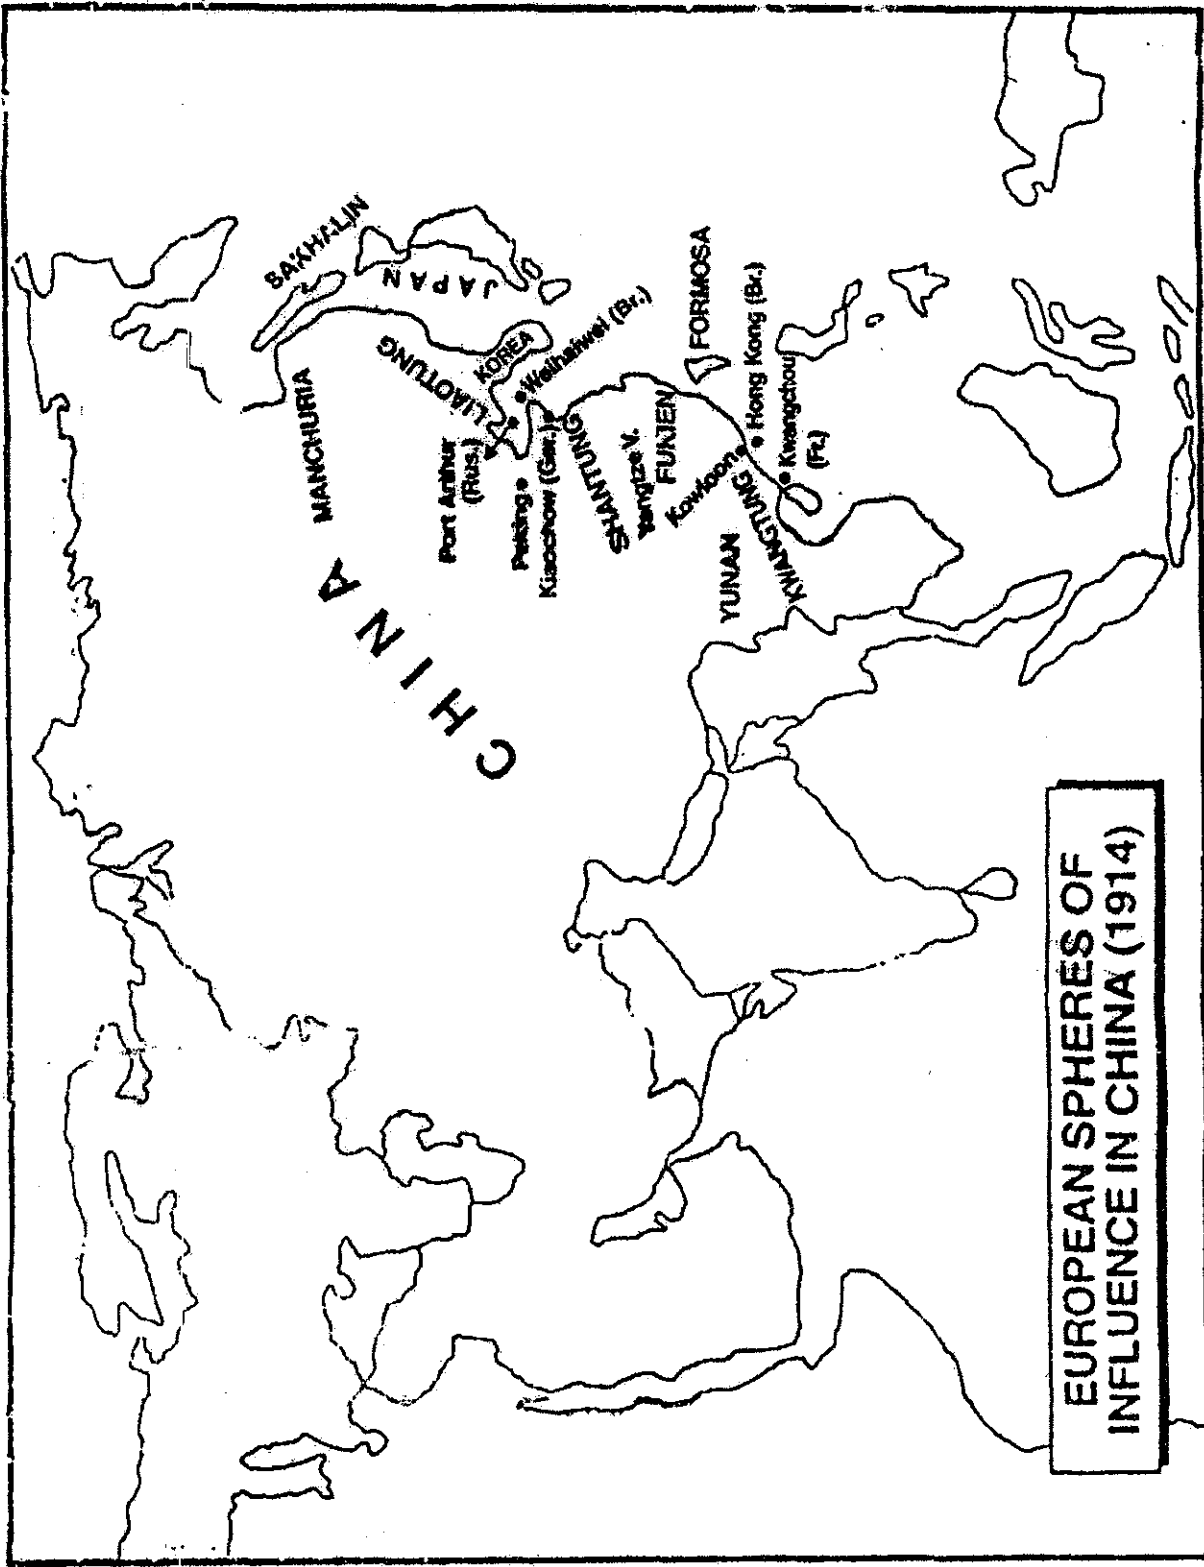 SAKHALIN
MANCHURIA
JAPAN
LIAOTUNG
KOREA
CHINA
Port Arthur
(Rus.)
Weihaiwei (Br.)
Peking
Kiaochow (Ger.)
SHANTUNG
Yangtze V.
FUKIEN
FORMOSA
Kowloon
Hong Kong (Br.)
YUNAN
KWANGTUNG
Kwangchou
(Fr.)
EUROPEAN SPHERES OF
INFLUENCE IN CHINA (1914)